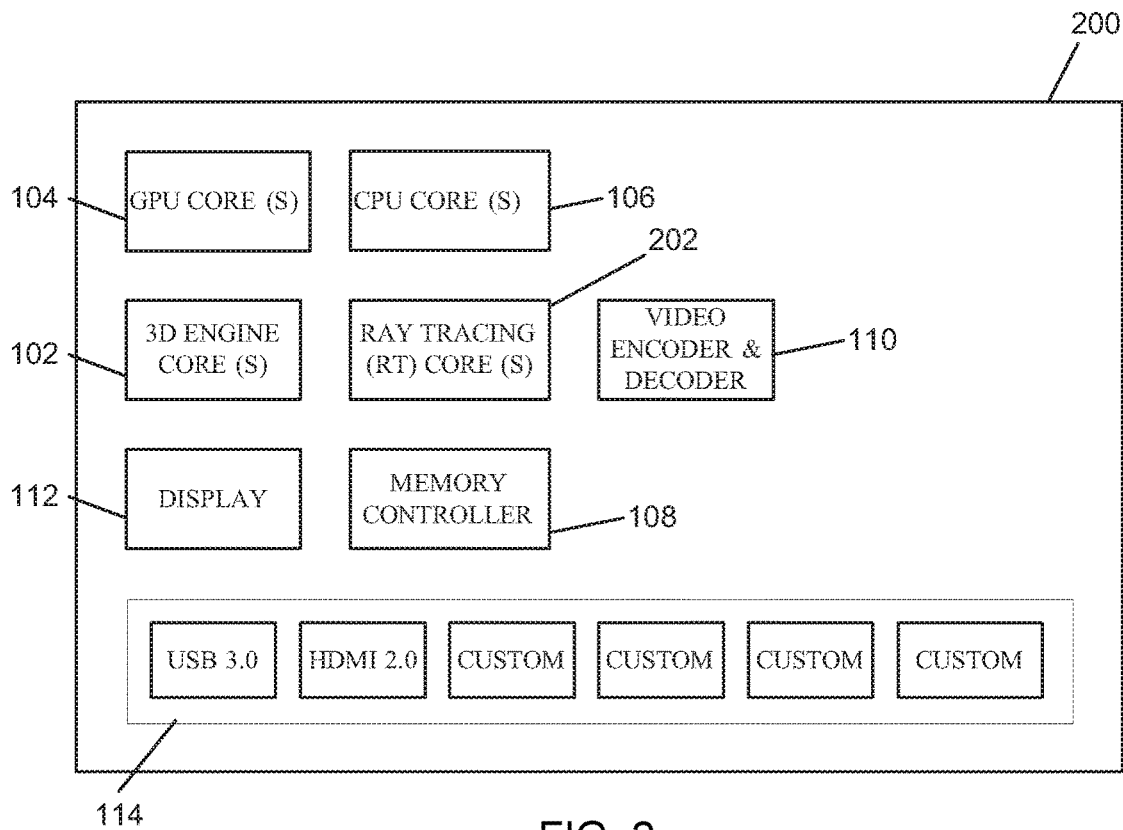 200
GPU CORE (S)
CPU CORE (S)
104
106
202
3D ENGINE
CORE (S)
RAY TRACING
(RT) CORE (S)
VIDEO
ENCODER &
DECODER
102
110
DISPLAY
MEMORY
CONTROLLER
112
108
USB 3.0
HDMI 2.0
CUSTOM
CUSTOM
CUSTOM
CUSTOM
114